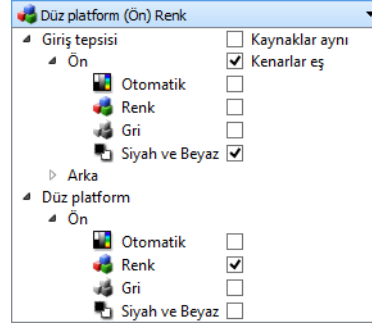 Düz platform (Ön) Renk
Giriş tepsisi Kaynaklar aynı
Ön Kenarlar eş
Otomatik
Renk
Gri
Siyah ve Beyaz
Arka
Düz platform
Ön
Otomatik
Renk
Gri
Siyah ve Beyaz